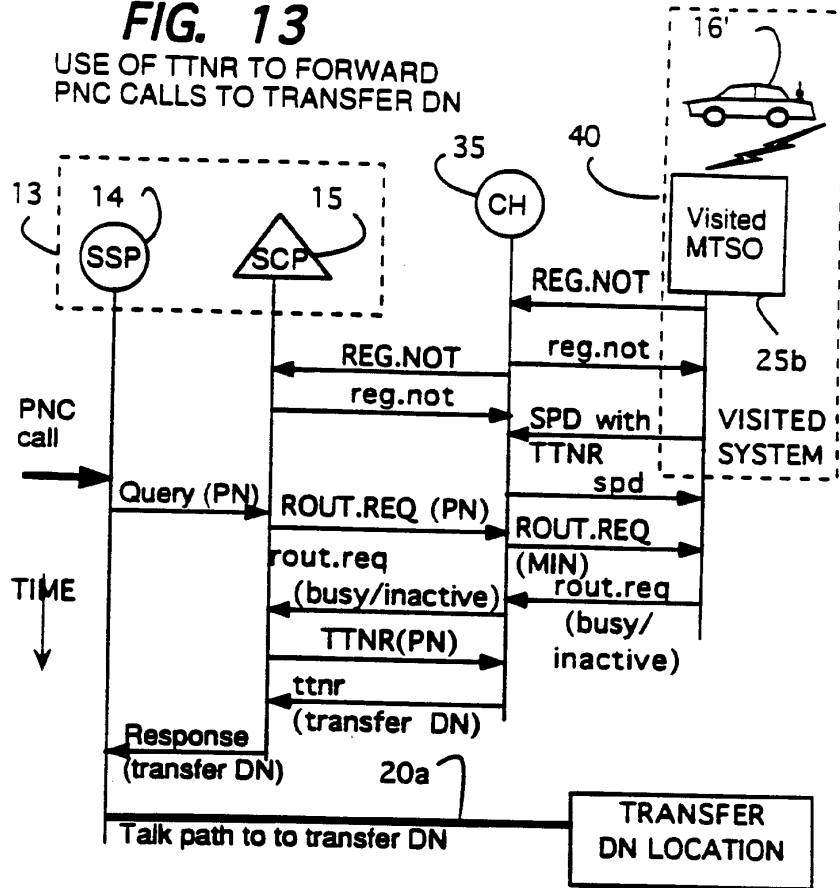 FIG. 13
USE OF TTNR TO FORWARD
PNC CALLS TO TRANSFER DN
16'
40
35
13
14
15
SSP
SCP
CH
Visited
MTSO
25b
REG.NOT
REG.NOT
reg.not
reg.not
PNC
call
SPD with
TTNR
VISITED
SYSTEM
spd
Query (PN)
ROUT.REQ (PN)
ROUT.REQ
(MIN)
rout.req
(busy/inactive)
rout.req
(busy/
inactive)
TIME
TTNR(PN)
ttnr
(transfer DN)
Response
(transfer DN)
20a
Talk path to to transfer DN
TRANSFER
DN LOCATION